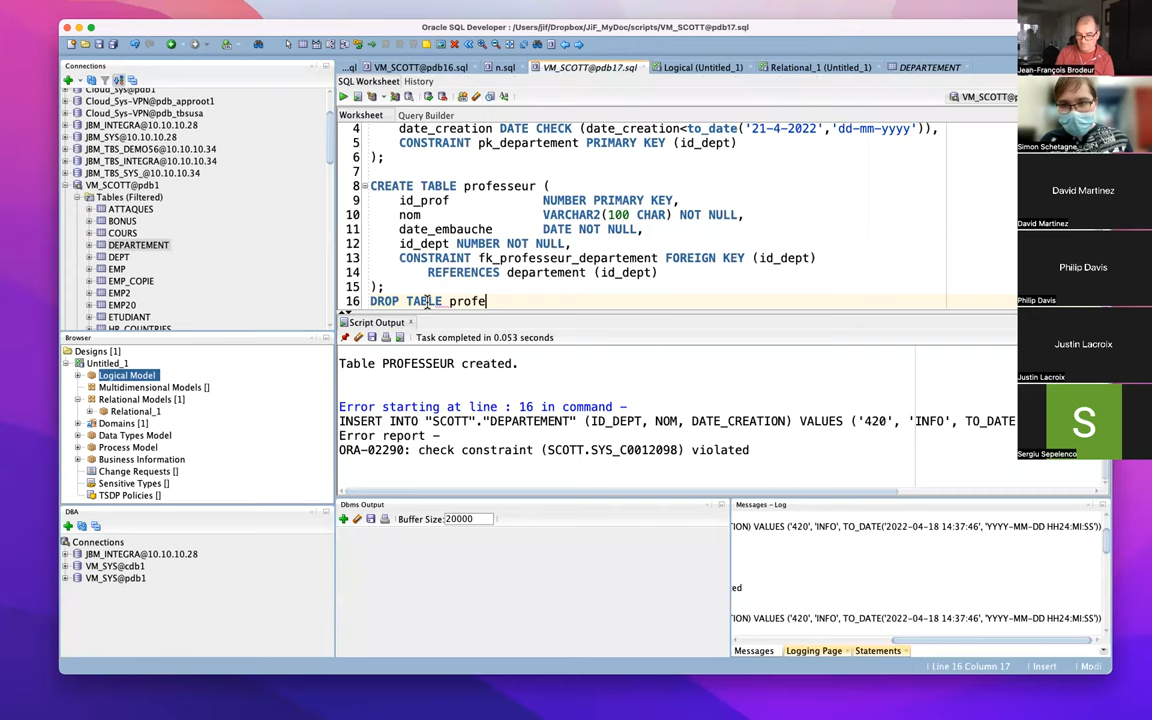 Oracle SQL Developer : /Users/jif/Dropbox/JiF_MyDoc/scripts/VM_SCOTT@pdb17.sql
Connections
Cloud_Sys-VPN@cdb1
Cloud_Sys-VPN@pdb_approot1
Cloud_Sys-VPN@pdb_tbsusa
JBM_INTEGRA@10.10.10.28
JBM_SYS@10.10.10.28
JBM_TBS_DEMO56@10.10.10.34
JBM_TBS_INTEGRA@10.10.10.34
JBM_TBS_SYS_@10.10.10.34
VM_SCOTT@pdb1
Tables (Filtered)
ATTAQUES
BONUS
COURS
DEPARTEMENT
DEPT
EMP
EMP_COPIE
EMP2
EMP20
ETUDIANT
HR_COUNTRIES
Browser
Designs [1]
Untitled_1
Logical Model
Multidimensional Models []
Relational Models [1]
Relational_1
Domains [1]
Data Types Model
Process Model
Business Information
Change Requests []
Sensitive Types []
TSDP Policies []
DBA
Connections
JBM_INTEGRA@10.10.10.28
VM_SYS@cdb1
VM_SYS@pdb1
...ql
VM_SCOTT@pdb16.sql
n.sql
VM_SCOTT@pdb17.sql
Logical (Untitled_1)
Relational_1 (Untitled_1)
DEPARTEMENT
SQL Worksheet History
VM_SCOTT@p
Worksheet Query Builder
4 date_creation DATE CHECK (date_creation<to_date('21-4-2022','dd-mm-yyyy')),
5 CONSTRAINT pk_departement PRIMARY KEY (id_dept)
6 );
7
8 CREATE TABLE professeur (
9 id_prof NUMBER PRIMARY KEY,
10 nom VARCHAR2(100 CHAR) NOT NULL,
11 date_embauche DATE NOT NULL,
12 id_dept NUMBER NOT NULL,
13 CONSTRAINT fk_professeur_departement FOREIGN KEY (id_dept)
14 REFERENCES departement (id_dept)
15 );
16 DROP TABLE profe
Script Output
Task completed in 0.053 seconds
Table PROFESSEUR created.
Error starting at line : 16 in command -
INSERT INTO "SCOTT"."DEPARTEMENT" (ID_DEPT, NOM, DATE_CREATION) VALUES ('420', 'INFO', TO_DATE
Error report -
ORA-02290: check constraint (SCOTT.SYS_C0012098) violated
Dbms Output
Buffer Size: 20000
Messages - Log
ION) VALUES ('420', 'INFO', TO_DATE('2022-04-18 14:37:46', 'YYYY-MM-DD HH24:MI:SS'))
ed
ION) VALUES ('420', 'INFO', TO_DATE('2022-04-18 14:37:46', 'YYYY-MM-DD HH24:MI:SS'))
Messages Logging Page Statements
Line 16 Column 17 Insert Modi
Jean-François Brodeur
Simon Schetagne
David Martinez
David Martinez
Philip Davis
Philip Davis
Justin Lacroix
Justin Lacroix
S
Sergiu Sepelenco